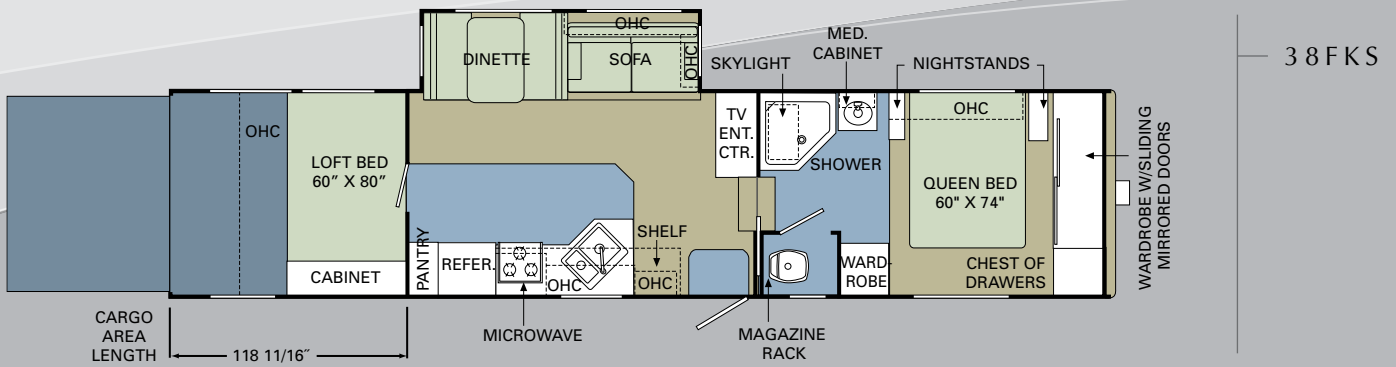 OHC
DINETTE
SOFA
OHC
MED.
CABINET
SKYLIGHT
NIGHTSTANDS
38FKS
OHC
LOFT BED
60” X 80”
TV
ENT.
CTR.
OHC
SHOWER
QUEEN BED
60" X 74"
WARDROBE W/SLIDING
MIRRORED DOORS
CABINET
PANTRY
REFER.
OHC
SHELF
OHC
WARD-
ROBE
CHEST OF
DRAWERS
CARGO
AREA
LENGTH
118 11/16˝
MICROWAVE
MAGAZINE
RACK